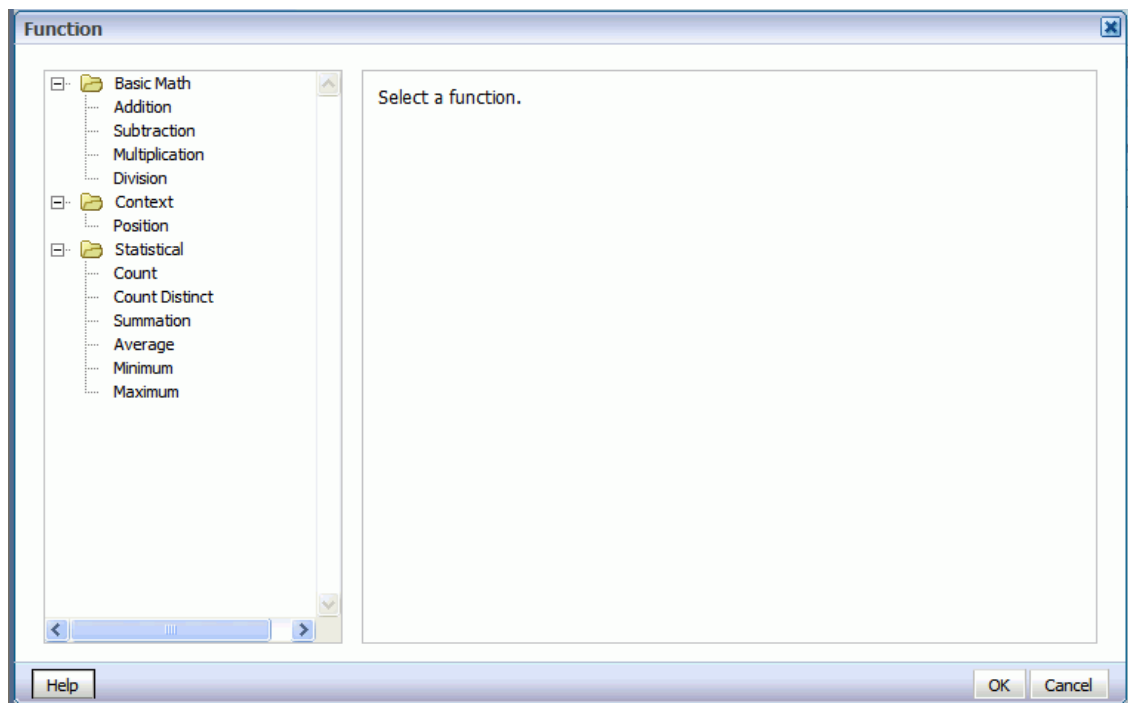 Function
Basic Math
Addition
Subtraction
Multiplication
Division
Context
Position
Statistical
Count
Count Distinct
Summation
Average
Minimum
Maximum
Select a function.
Help
OK
Cancel